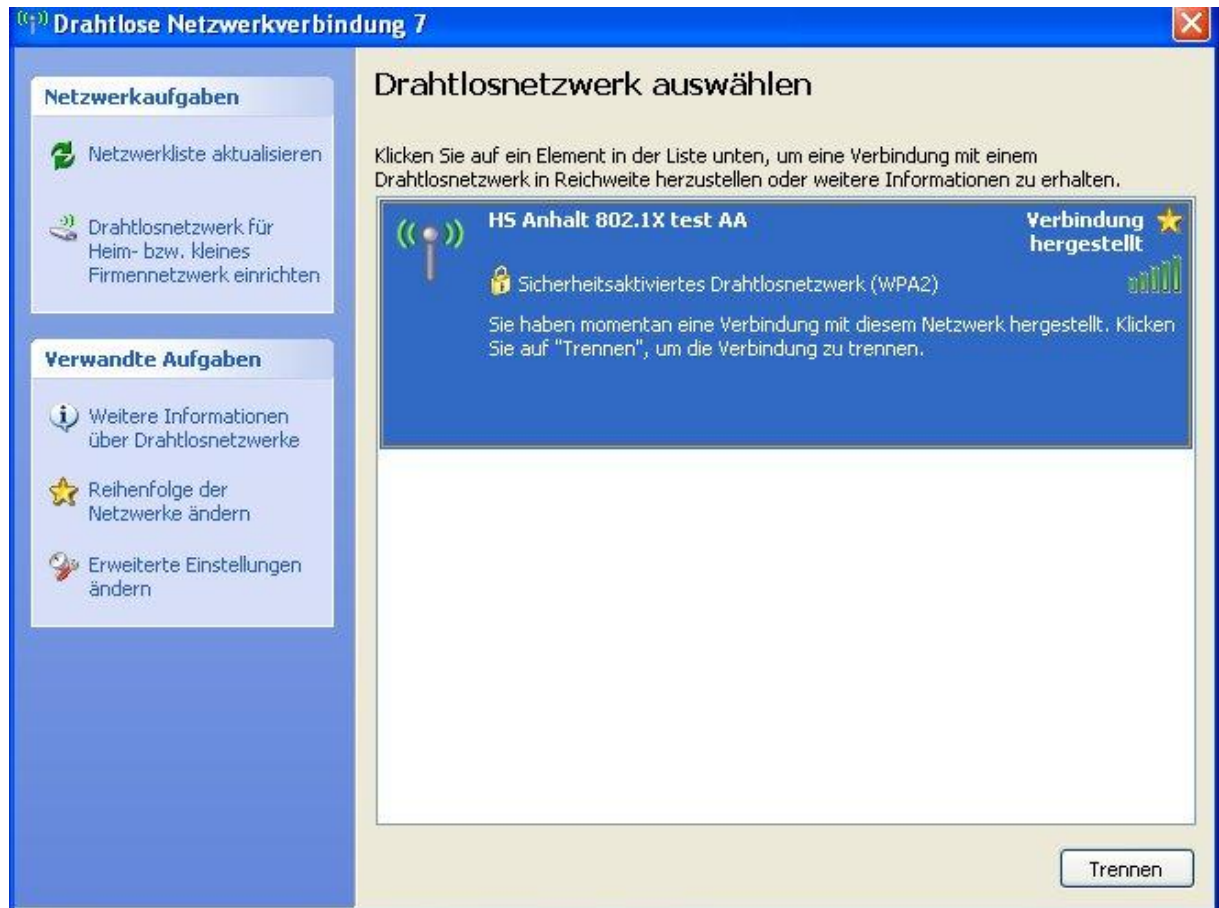 Drahtlose Netzwerkverbindung 7
Netzwerkaufgaben
Netzwerkliste aktualisieren
Drahtlosnetzwerk für
Heim- bzw. kleines
Firmennetzwerk einrichten
Verwandte Aufgaben
Weitere Informationen
über Drahtlosnetzwerke
Reihenfolge der
Netzwerke ändern
Erweiterte Einstellungen
ändern
Drahtlosnetzwerk auswählen
Klicken Sie auf ein Element in der Liste unten, um eine Verbindung mit einem
Drahtlosnetzwerk in Reichweite herzustellen oder weitere Informationen zu erhalten.
HS Anhalt 802.1X test AA
Verbindung
hergestellt
Sicherheitsaktiviertes Drahtlosnetzwerk (WPA2)
Sie haben momentan eine Verbindung mit diesem Netzwerk hergestellt. Klicken
Sie auf "Trennen", um die Verbindung zu trennen.
Trennen